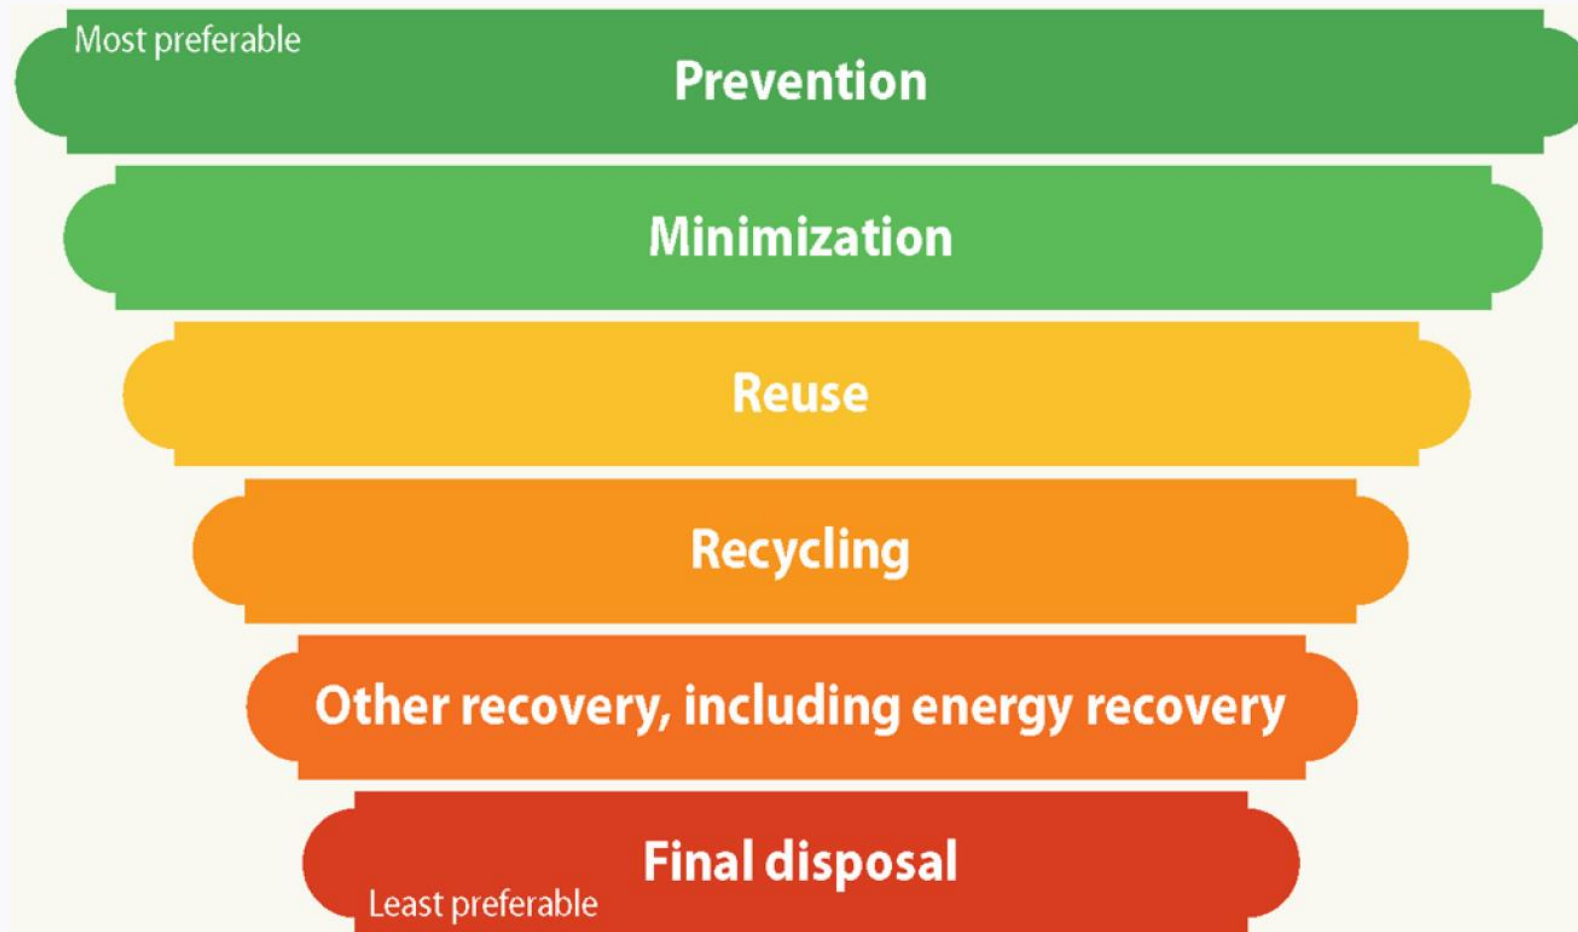 Most preferable
Prevention
Minimization
Reuse
Recycling
Other recovery, including energy recovery
Final disposal
Least preferable